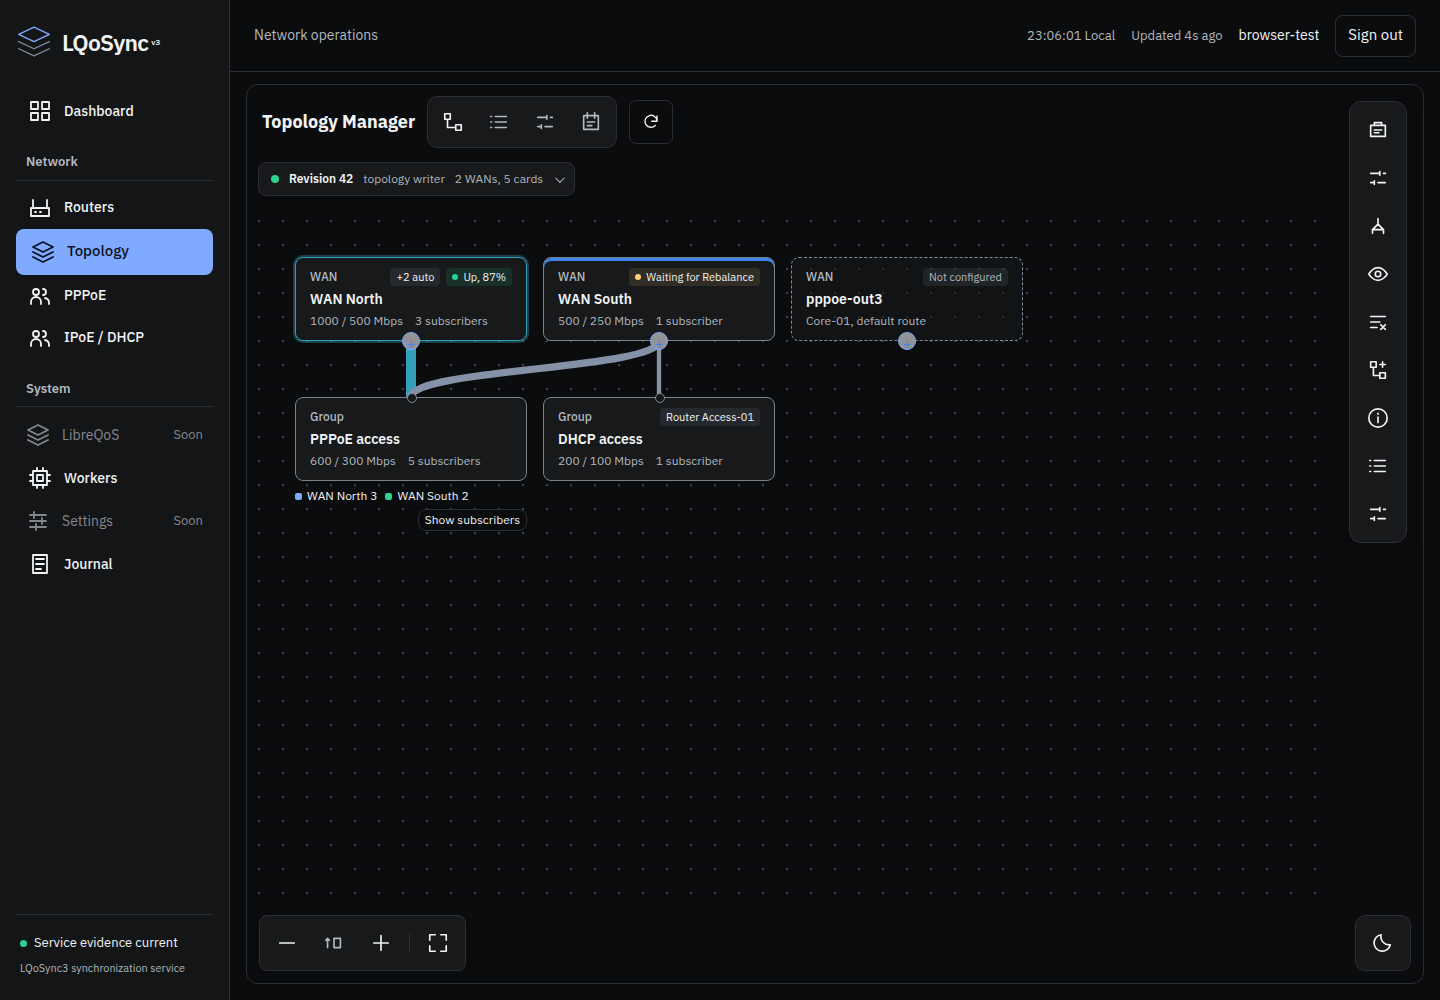 LQoSync v3
Network operations
23:06:01 Local
Updated 4s ago
browser-test
Sign out
Dashboard
Network
Routers
Topology
PPPoE
IPoE / DHCP
System
LibreQoS
Soon
Workers
Settings
Soon
Journal
Service evidence current
LQoSync3 synchronization service
Topology Manager
Revision 42
topology writer
2 WANs, 5 cards
WAN
+2 auto
Up, 87%
WAN North
1000 / 500 Mbps
3 subscribers
WAN
Waiting for Rebalance
WAN South
500 / 250 Mbps
1 subscriber
WAN
Not configured
pppoe-out3
Core-01, default route
Group
PPPoE access
600 / 300 Mbps
5 subscribers
Group
Router Access-01
DHCP access
200 / 100 Mbps
1 subscriber
WAN North 3
WAN South 2
Show subscribers